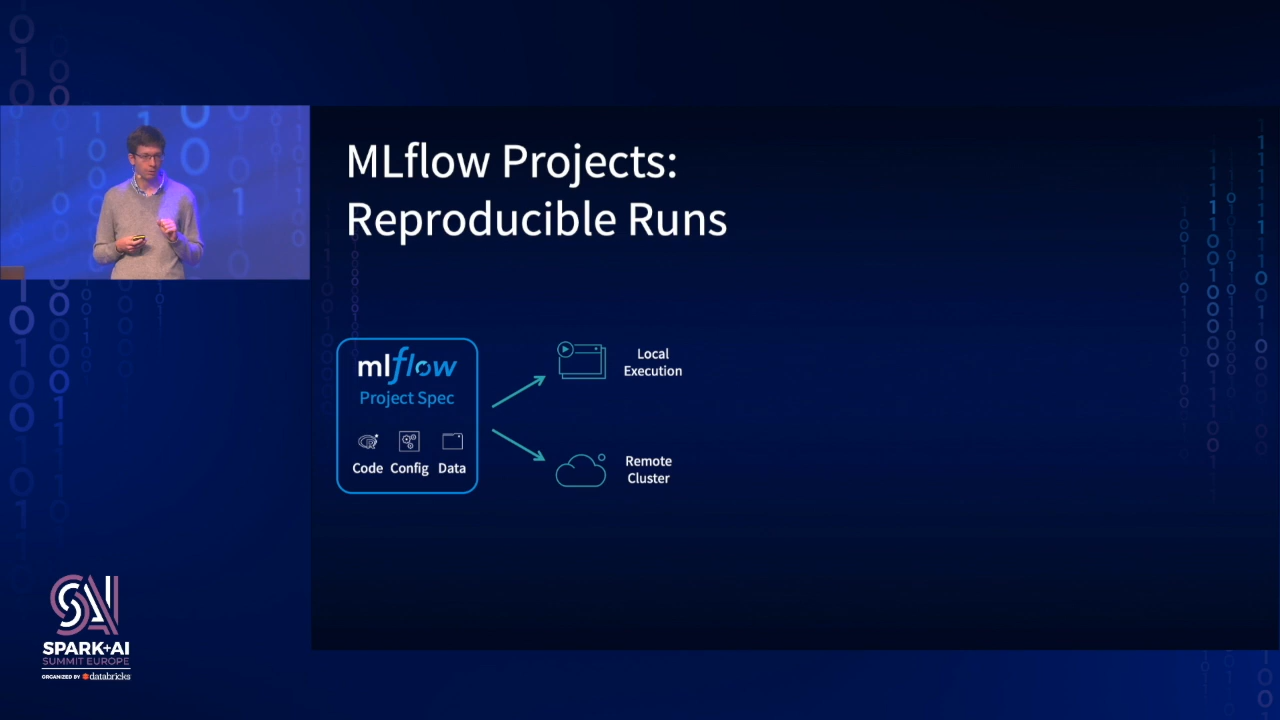 MLflow Projects:
Reproducible Runs
mlflow
Project Spec
Code Config Data
Local
Execution
Remote
Cluster
SAI
SPARK+AI
SUMMIT EUROPE
ORGANIZED BY databricks